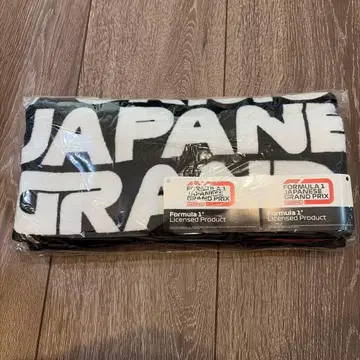 JAPANE
GRAND
FORMULA 1
JAPANESE
GRAND PRIX
Formula 1®
Licensed Product
FORMULA 1
JAPANESE
GRAND PRIX
Formula 1®
Licensed Product